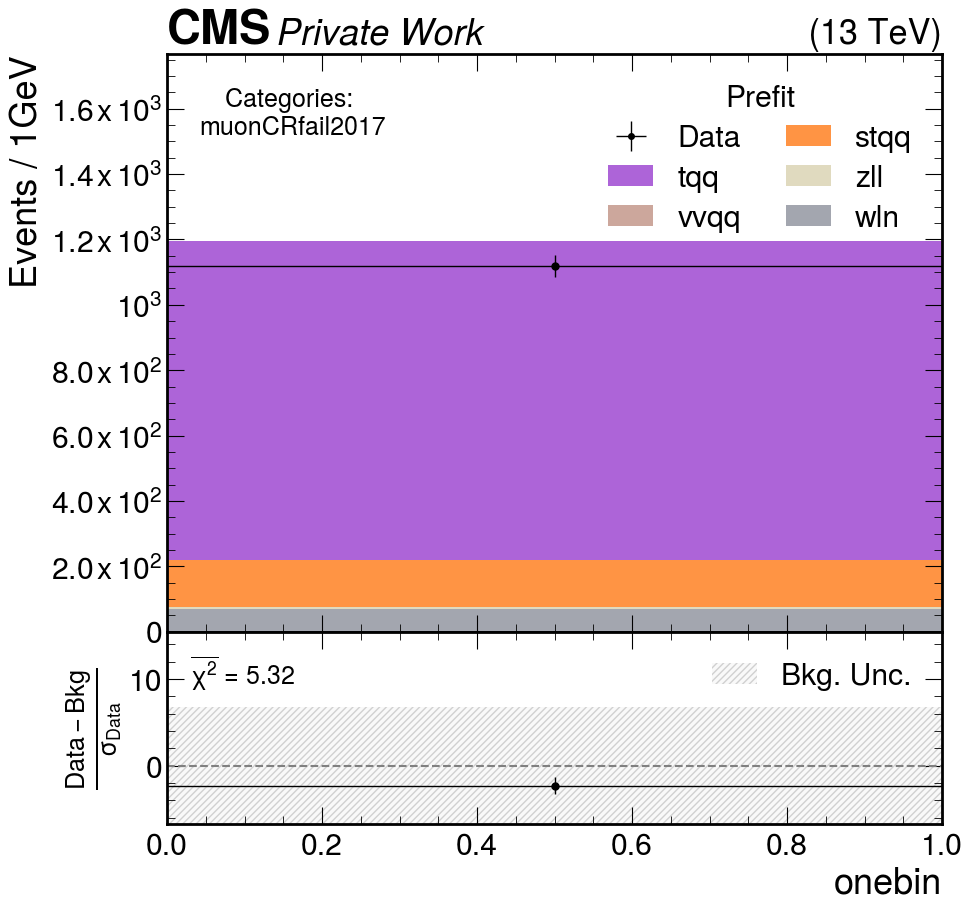 CMS Private Work (13 TeV)
Events / 1GeV
Categories:
muonCRfail2017
Prefit
Data
stqq
tqq
zll
vvqq
wln
1.6 x 10³
1.4 x 10³
1.2 x 10³
10³
8.0 x 10²
6.0 x 10²
4.0 x 10²
2.0 x 10²
0
Data – Bkg
σData
χ² = 5.32
Bkg. Unc.
10
0
0.0 0.2 0.4 0.6 0.8 1.0
onebin